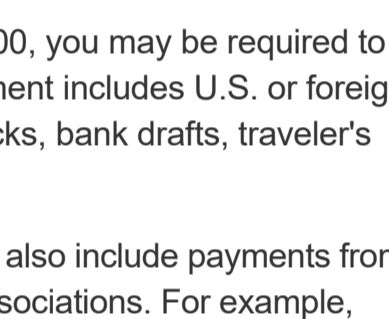 00, you may be required to
ment includes U.S. or foreig
cks, bank drafts, traveler's
also include payments from
sociations. For example,